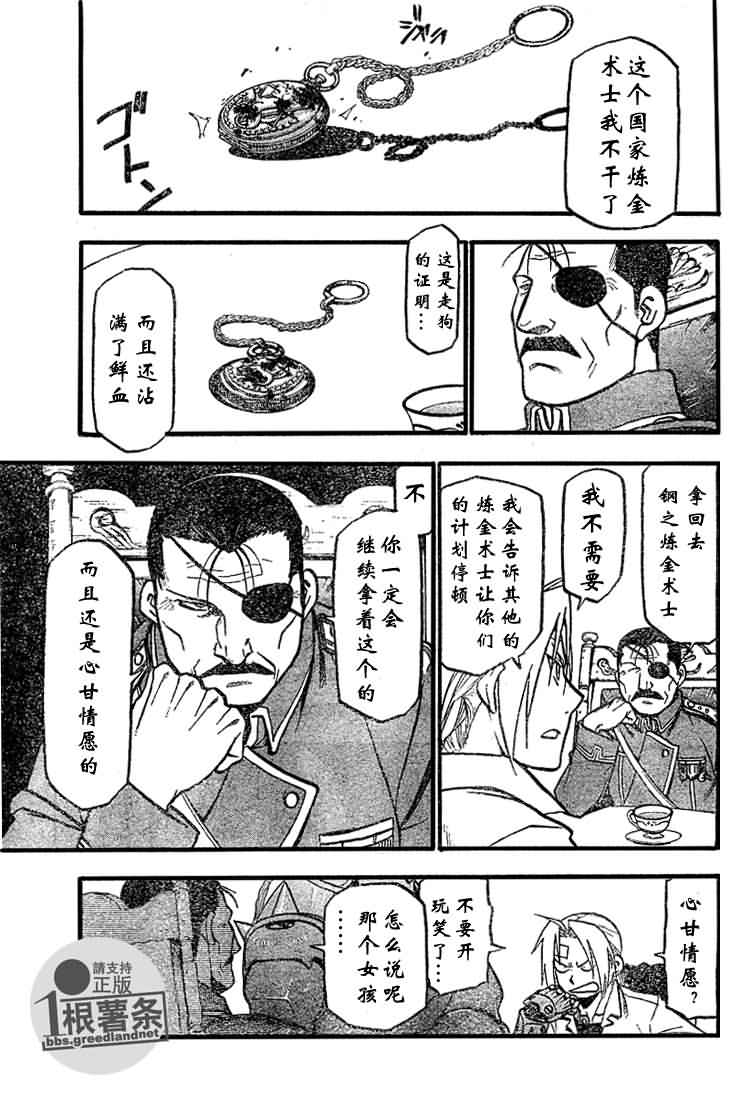 ジャラ
ゴトン
这个国家炼金
术士我不干了
这是走狗
的证明…
而且还沾
满了鲜血
拿回去
钢之炼金术士
我不需要
我会告诉其他的
炼金术士让你们
的计划停顿
不
你一定会
继续拿着这个的
而且还是心甘情愿的
心甘情愿?
不要开
玩笑了…
怎么说呢
那个女孩
……
請支持
正版
1根薯条
bbs.greedland.net